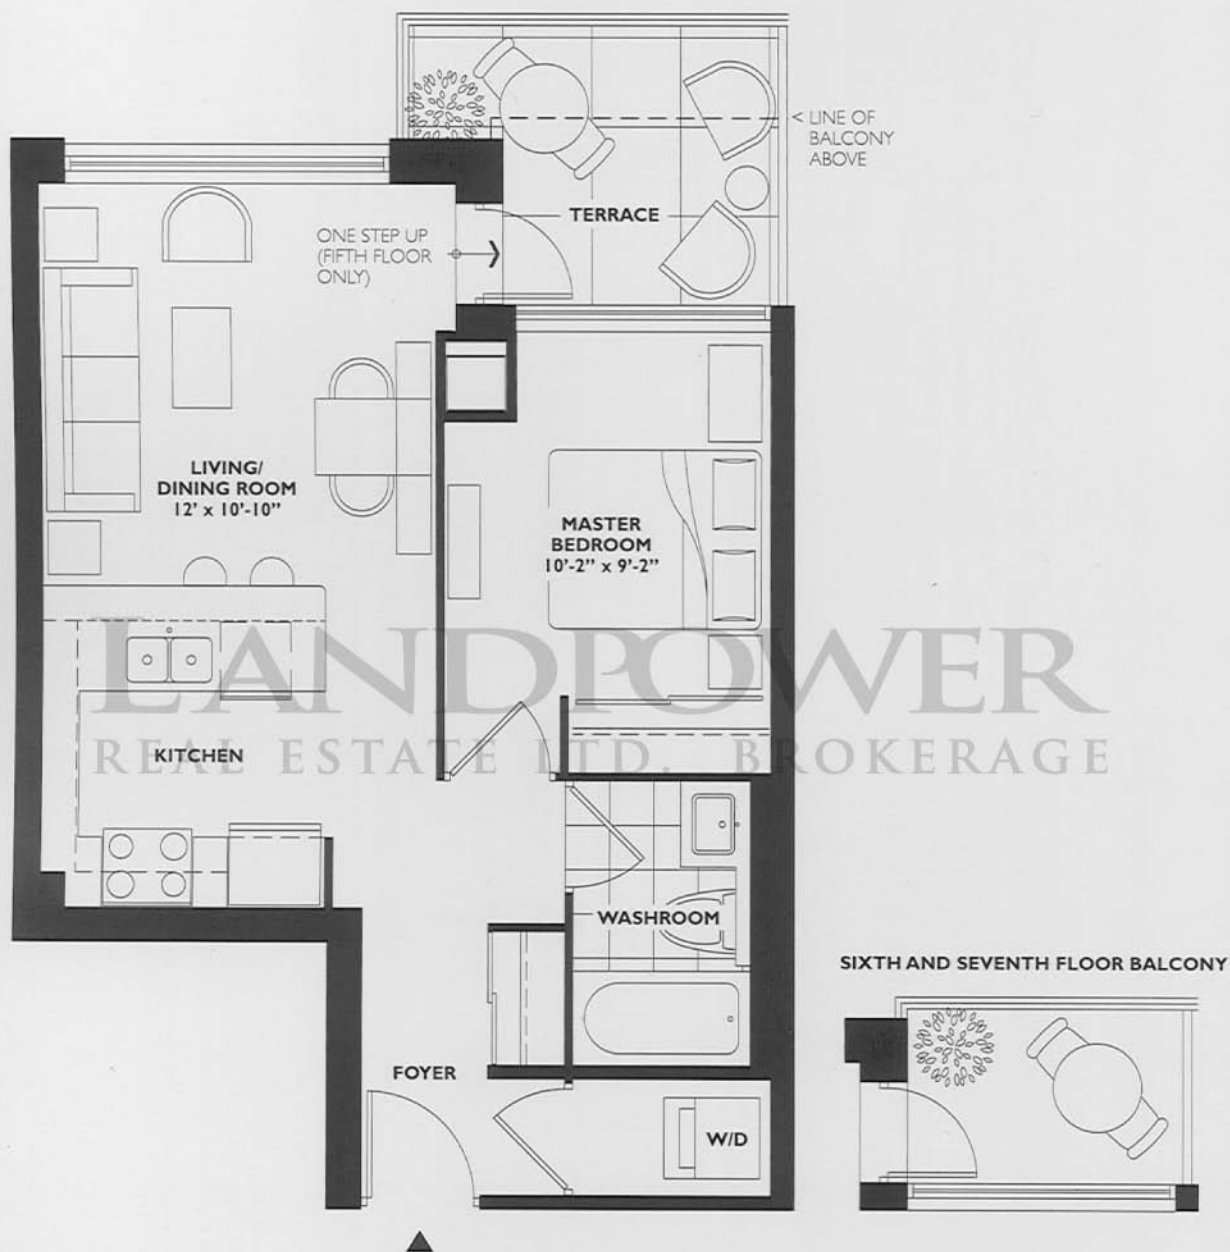 < LINE OF
BALCONY
ABOVE
TERRACE
ONE STEP UP
(FIFTH FLOOR
ONLY)
LIVING/
DINING ROOM
12' x 10'-10"
MASTER
BEDROOM
10'-2" x 9'-2"
LANDPOWER
REAL ESTATE LTD. BROKERAGE
KITCHEN
WASHROOM
SIXTH AND SEVENTH FLOOR BALCONY
FOYER
W/D